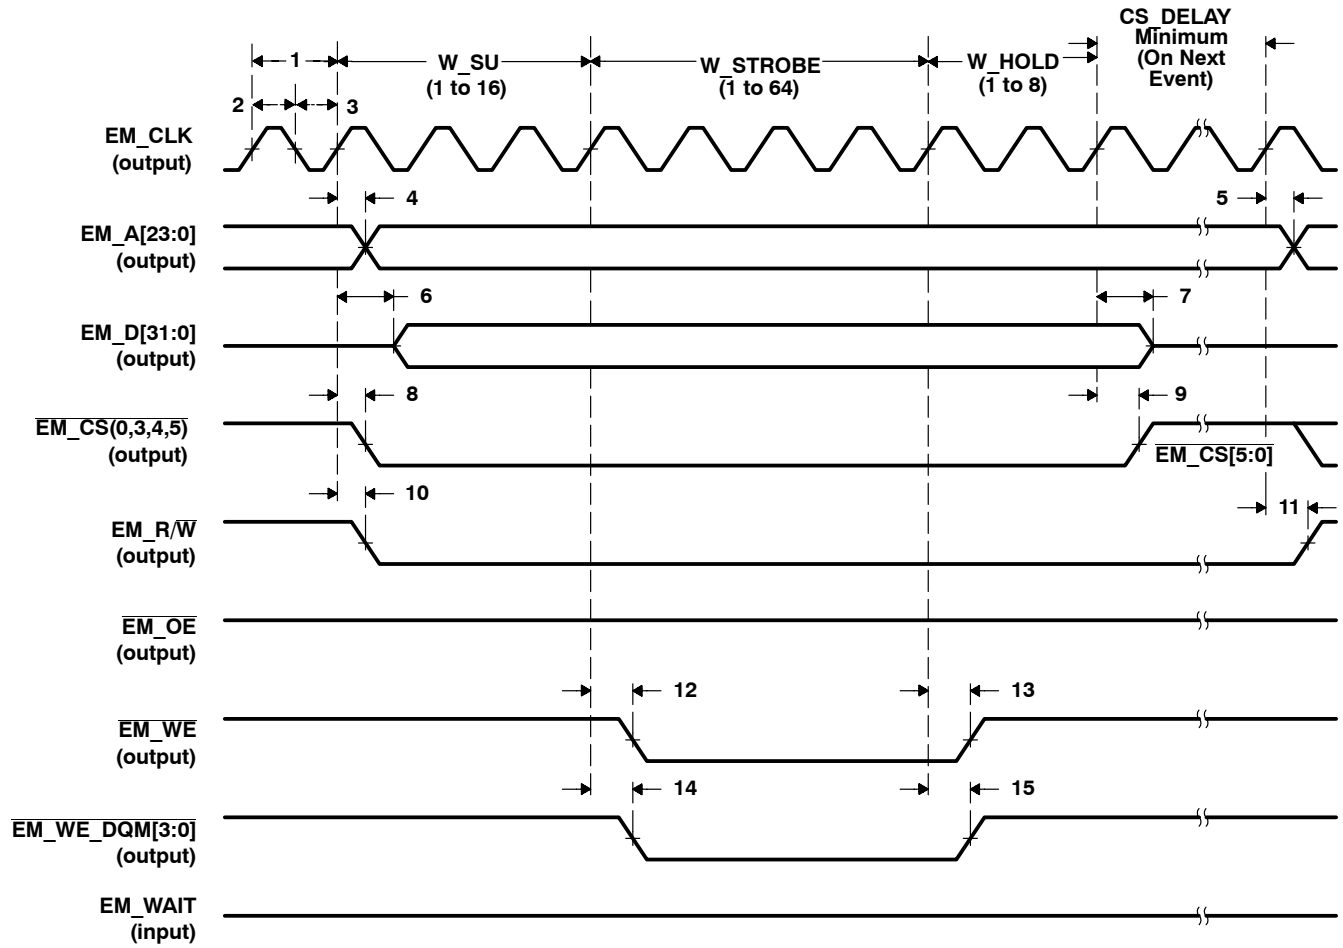 CS_DELAY
Minimum
(On Next
Event)
1
W_SU
(1 to 16)
W_STROBE
(1 to 64)
W_HOLD
(1 to 8)
2
3
EM_CLK
(output)
4
5
EM_A[23:0]
(output)
6
7
EM_D[31:0]
(output)
8
9
EM_CS(0,3,4,5)
(output)
EM_CS[5:0]
10
11
EM_R/W
(output)
EM_OE
(output)
12
13
EM_WE
(output)
14
15
EM_WE_DQM[3:0]
(output)
EM_WAIT
(input)